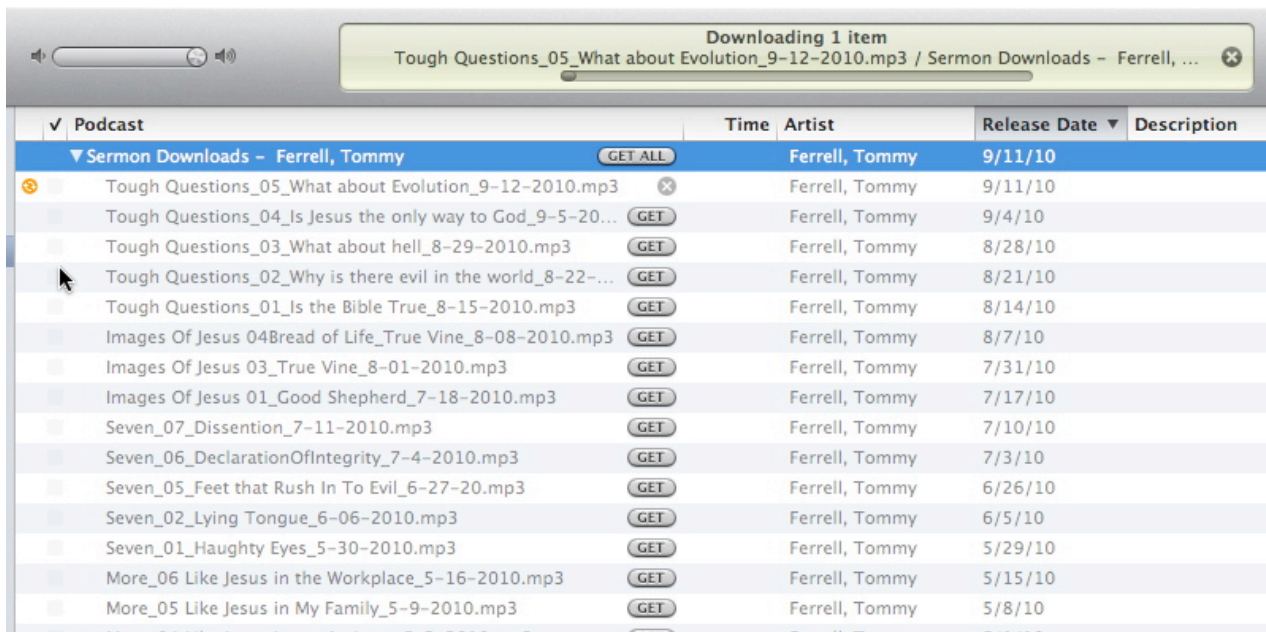 Downloading 1 item
Tough Questions_05_What about Evolution_9-12-2010.mp3 / Sermon Downloads – Ferrell, ...
✓ Podcast Time Artist Release Date ▼ Description
▼ Sermon Downloads – Ferrell, Tommy GET ALL Ferrell, Tommy 9/11/10
Tough Questions_05_What about Evolution_9-12-2010.mp3 Ferrell, Tommy 9/11/10
Tough Questions_04_Is Jesus the only way to God_9-5-20... GET Ferrell, Tommy 9/4/10
Tough Questions_03_What about hell_8-29-2010.mp3 GET Ferrell, Tommy 8/28/10
Tough Questions_02_Why is there evil in the world_8-22-... GET Ferrell, Tommy 8/21/10
Tough Questions_01_Is the Bible True_8-15-2010.mp3 GET Ferrell, Tommy 8/14/10
Images Of Jesus 04Bread of Life_True Vine_8-08-2010.mp3 GET Ferrell, Tommy 8/7/10
Images Of Jesus 03_True Vine_8-01-2010.mp3 GET Ferrell, Tommy 7/31/10
Images Of Jesus 01_Good Shepherd_7-18-2010.mp3 GET Ferrell, Tommy 7/17/10
Seven_07_Dissention_7-11-2010.mp3 GET Ferrell, Tommy 7/10/10
Seven_06_DeclarationOfIntegrity_7-4-2010.mp3 GET Ferrell, Tommy 7/3/10
Seven_05_Feet that Rush In To Evil_6-27-20.mp3 GET Ferrell, Tommy 6/26/10
Seven_02_Lying Tongue_6-06-2010.mp3 GET Ferrell, Tommy 6/5/10
Seven_01_Haughty Eyes_5-30-2010.mp3 GET Ferrell, Tommy 5/29/10
More_06 Like Jesus in the Workplace_5-16-2010.mp3 GET Ferrell, Tommy 5/15/10
More_05 Like Jesus in My Family_5-9-2010.mp3 GET Ferrell, Tommy 5/8/10